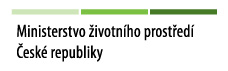 Ministerstvo životního prostředí
České republiky